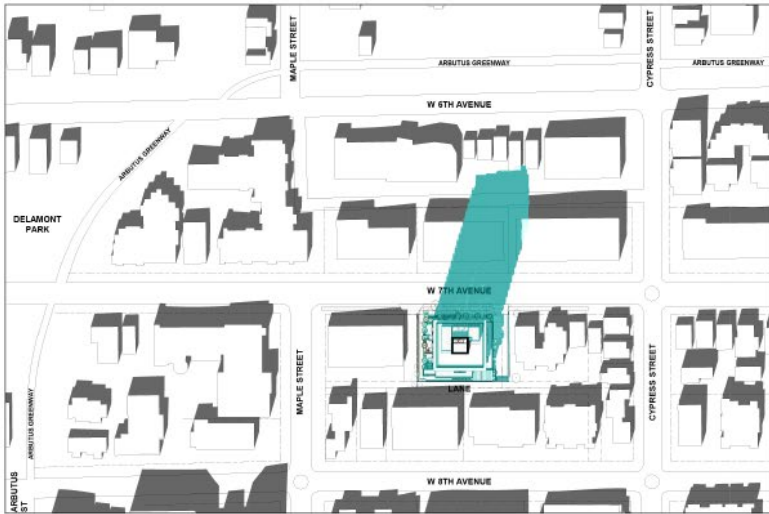 MAPLE STREET
CYPRESS STREET
ARBUTUS GREENWAY
ARBUTUS GREENWAY
W 6TH AVENUE
ARBUTUS GREENWAY
DELAMONT
PARK
W 7TH AVENUE
MAPLE STREET
LANE
CYPRESS STREET
ARBUTUS GREENWAY
ARBUTUS
ST
W 8TH AVENUE